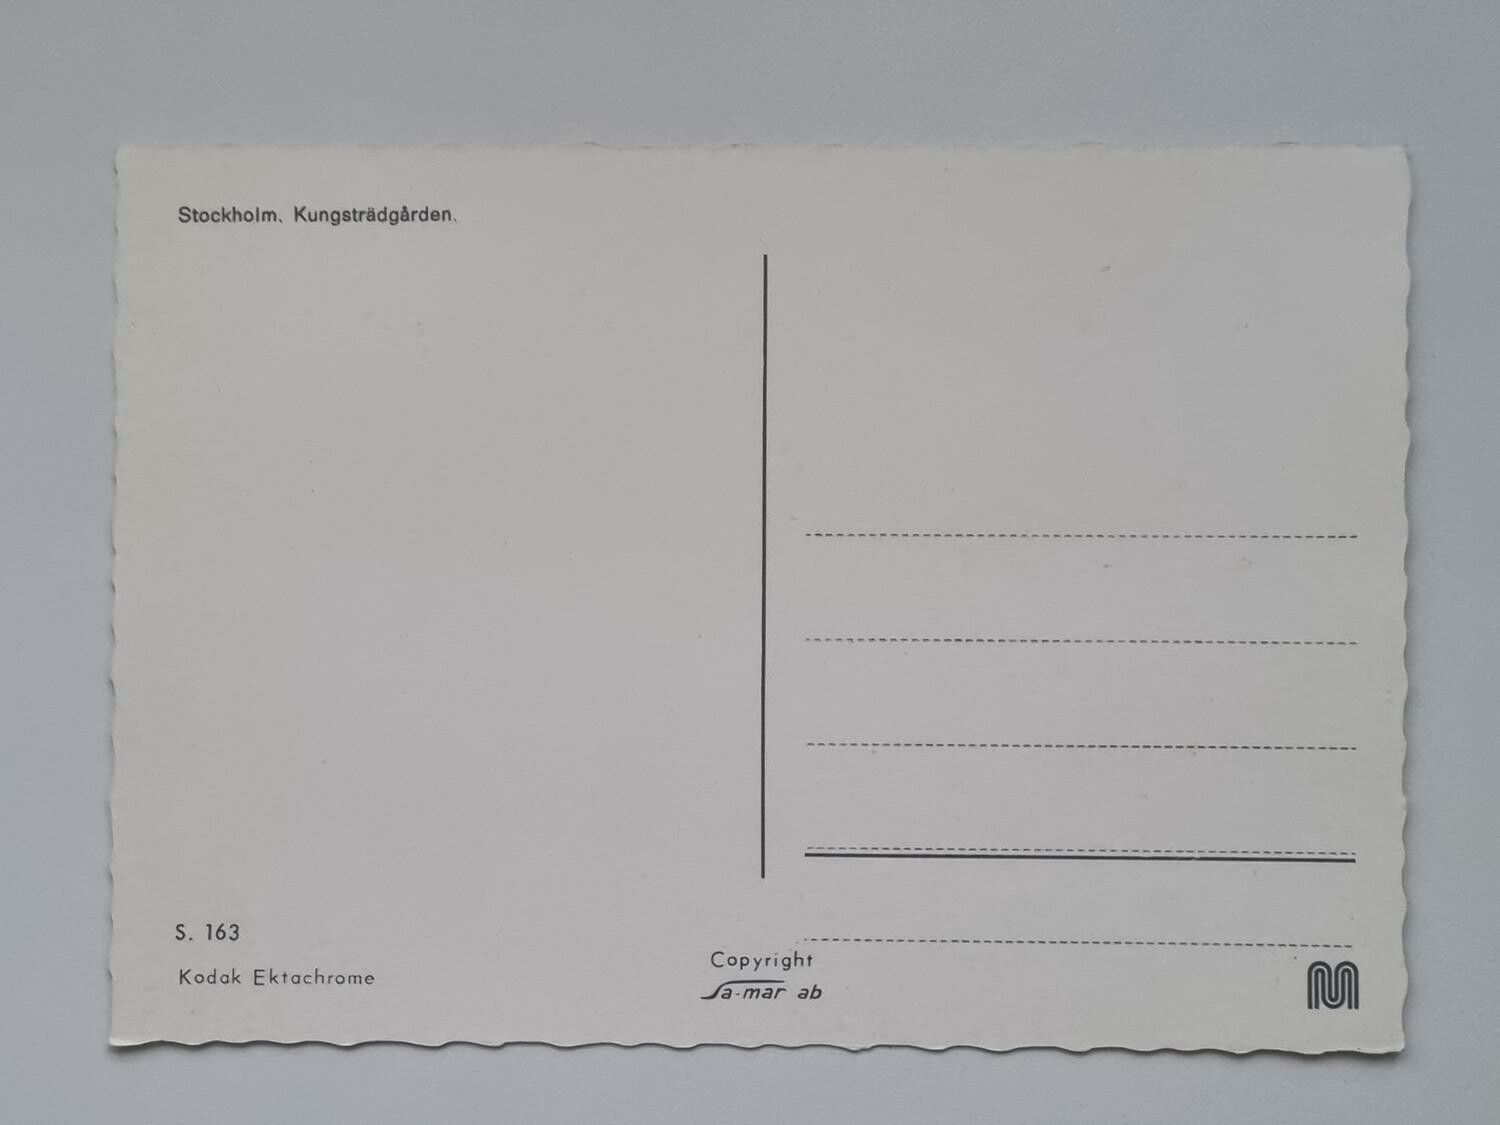 Stockholm. Kungsträdgården.
S. 163
Kodak Ektachrome
Copyright
Sa-mar ab